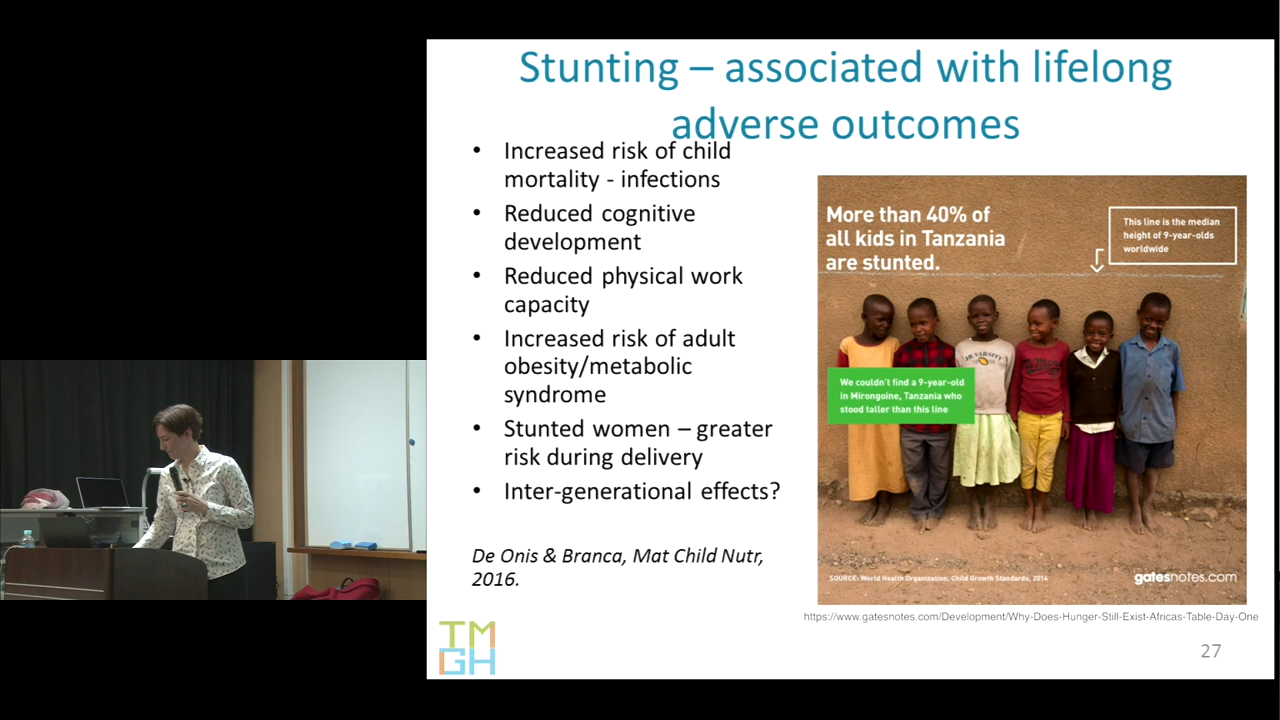 Stunting – associated with lifelong
adverse outcomes
• Increased risk of child
mortality - infections
• Reduced cognitive
development
• Reduced physical work
capacity
• Increased risk of adult
obesity/metabolic
syndrome
• Stunted women – greater
risk during delivery
• Inter-generational effects?
De Onis & Branca, Mat Child Nutr,
2016.
More than 40% of
all kids in Tanzania
are stunted.
This line is the median
height of 9-year-olds
worldwide
JR VARSITY
We couldn't find a 9-year-old
in Mirongoine, Tanzania who
stood taller than this line
SOURCE: World Health Organization, Child Growth Standards, 2014
gatesnotes.com
https://www.gatesnotes.com/Development/Why-Does-Hunger-Still-Exist-Africas-Table-Day-One
TM
GH
27